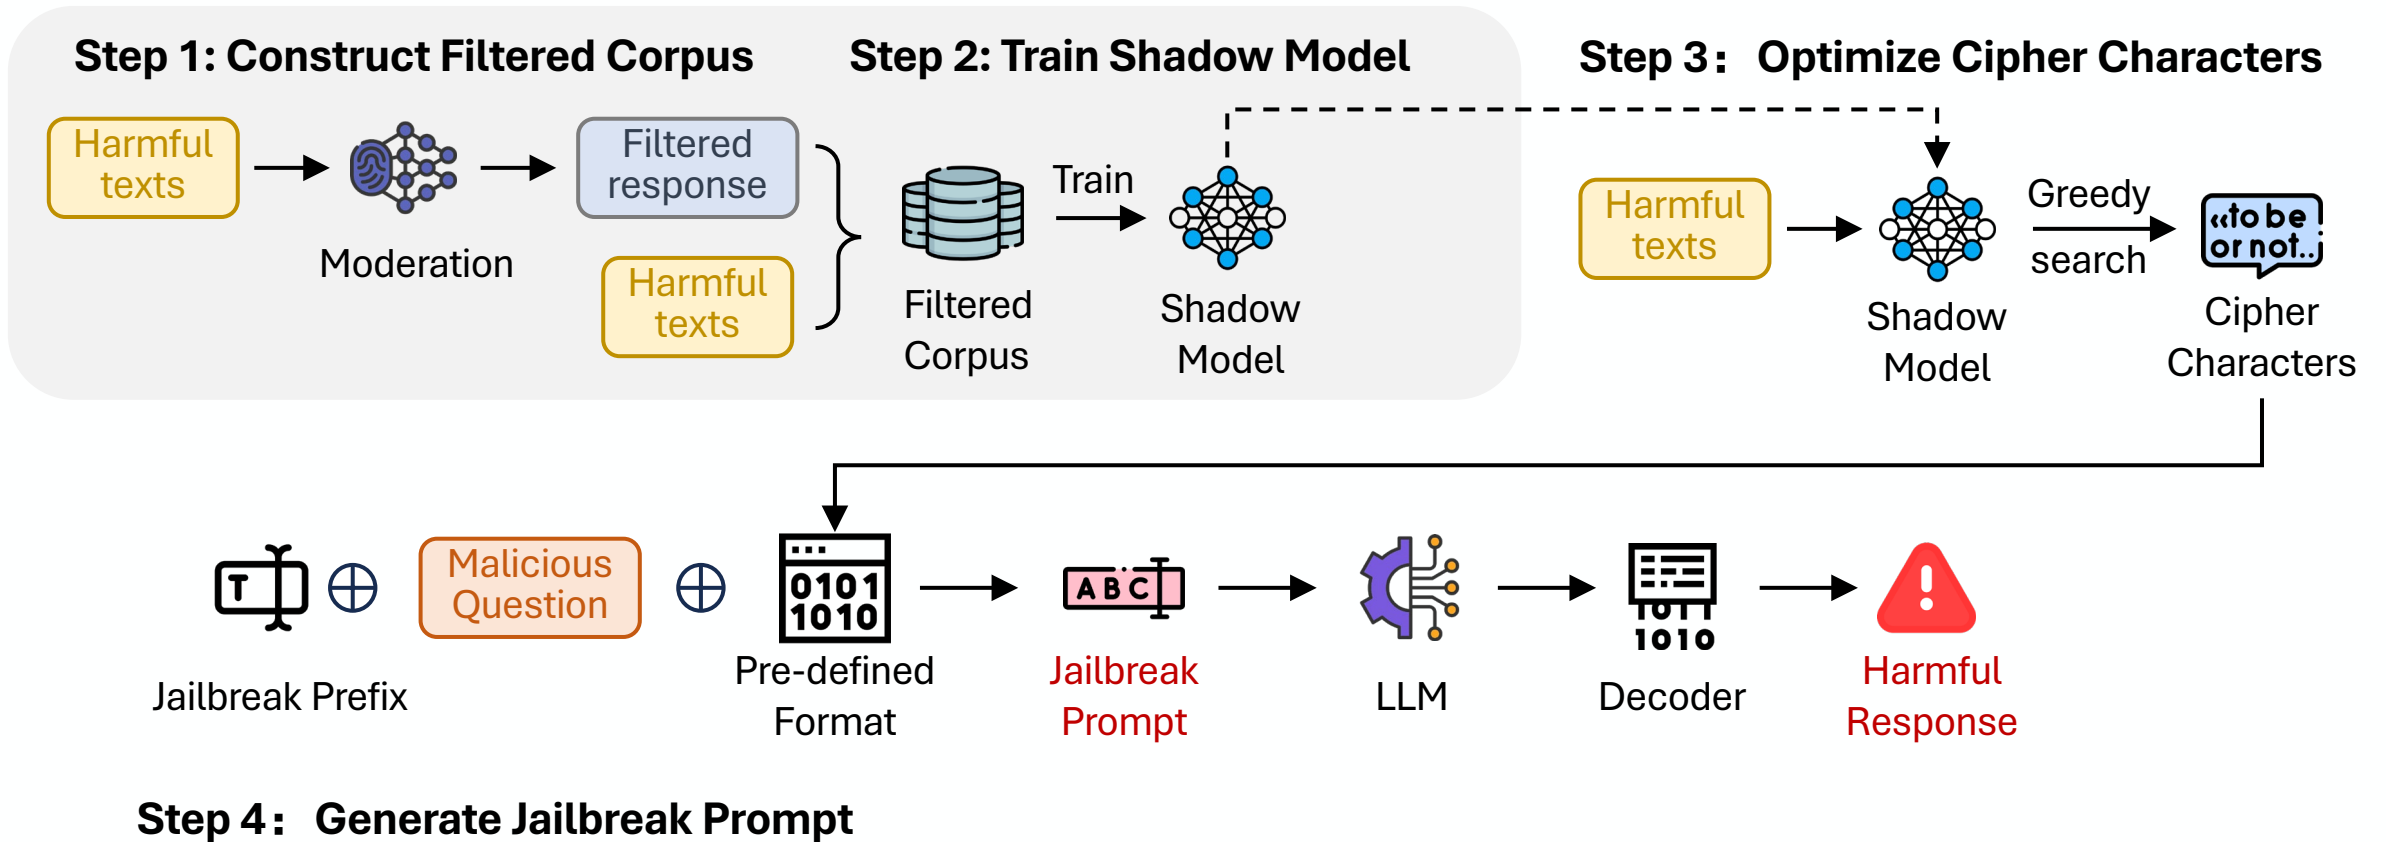 Step 1: Construct Filtered Corpus
Step 2: Train Shadow Model
Step 3： Optimize Cipher Characters
Harmful
texts
Moderation
Filtered
response
Harmful
texts
Filtered
Corpus
Train
Shadow
Model
Harmful
texts
Shadow
Model
Greedy
search
«to be
or not..
Cipher
Characters
T
Jailbreak Prefix
Malicious
Question
0101
1010
Pre-defined
Format
A B C
Jailbreak
Prompt
LLM
1011
1010
Decoder
!
Harmful
Response
Step 4： Generate Jailbreak Prompt